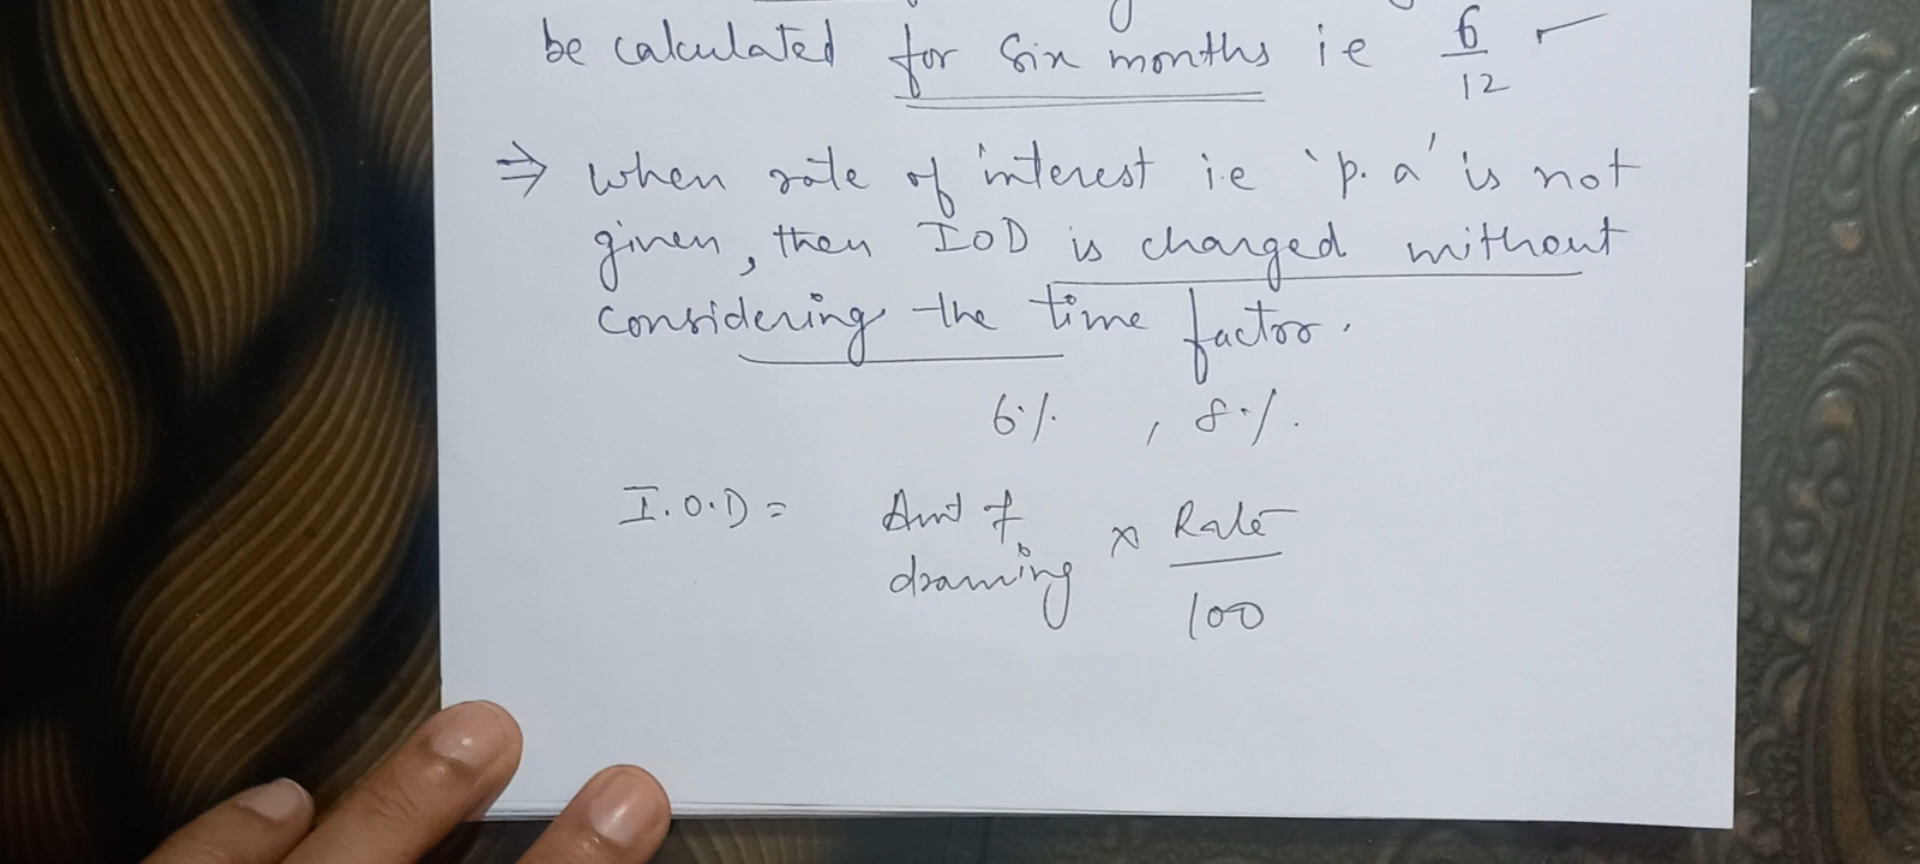 be calculated for six months ie 6/12
⇒ when rate of interest i.e 'p.a' is not
given, then IOD is charged without
considering the time factor.
6%, 8%.
I.O.D = Amt of drawing × Rate/100